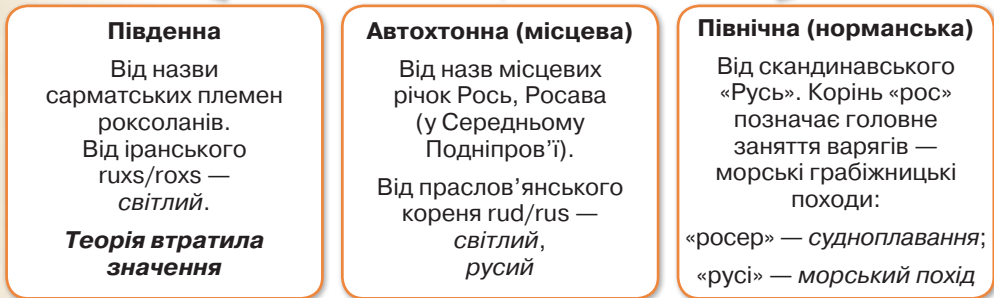 Південна
Від назви
сарматських племен
роксоланів.
Від іранського
ruxs/roxs —
світлий.
Теорія втратила
значення
Автохтонна (місцева)
Від назв місцевих
річок Рось, Росава
(у Середньому
Подніпров’ї).
Від праслов’янського
кореня rud/rus —
світлий,
русий
Північна (норманська)
Від скандинавського
«Русь». Корінь «рос»
позначає головне
заняття варягів —
морські грабіжницькі
походи:
«росер» — судноплавання;
«русі» — морський похід